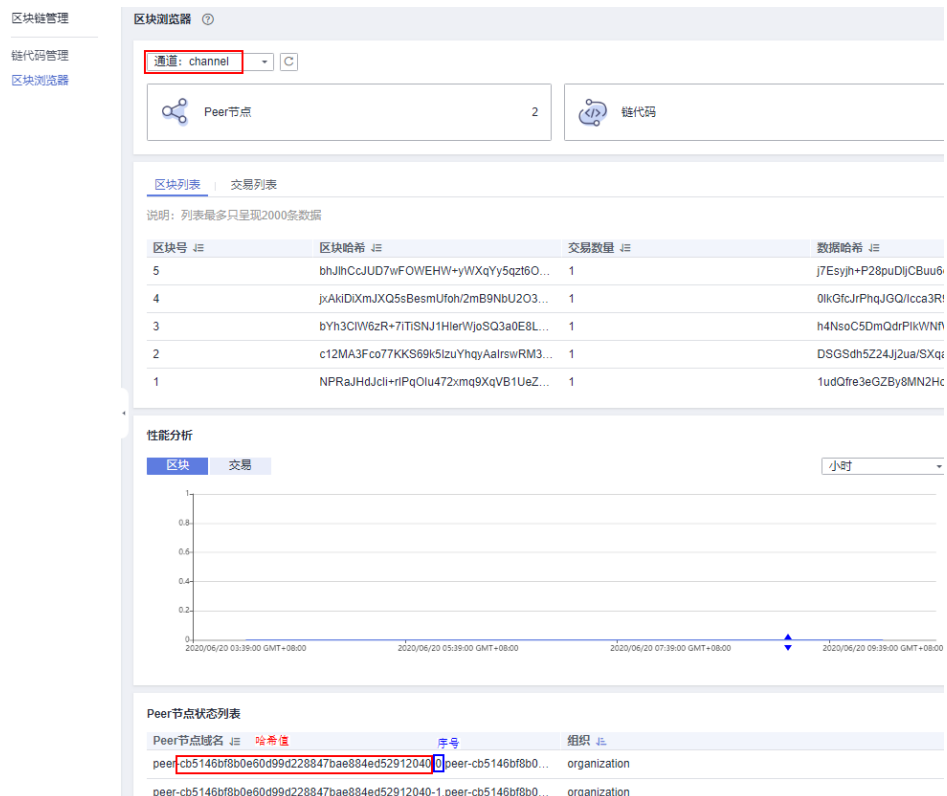 区块链管理
链代码管理
区块浏览器
区块浏览器 ?
通道：channel
Peer节点 2
链代码
区块列表 交易列表
说明：列表最多只呈现2000条数据
区块号 区块哈希 交易数量 数据哈希
5 bhJlhCcJUD7wFOWEHW+yWXqYy5qzt6O... 1 j7Esyjh+P28puDljCBuu6
4 jxAkiDiXmJXQ5sBesmUfoh/2mB9NbU2O3... 1 0IkGfcJrPhqJGQ/Icca3R
3 bYh3ClW6zR+7iTiSNJ1HlerWjoSQ3a0E8L... 1 h4NsoC5DmQdrPlkWNf
2 c12MA3Fco77KKS69k5IzuYhqyAalrswRM3... 1 DSGSdh5Z24Jj2ua/SXqa
1 NPRaJHdJcli+rlPqOlu472xmq9XqVB1UeZ... 1 1udQfre3eGZBy8MN2Hc
性能分析
区块 交易
小时
1
0.8
0.6
0.4
0.2
0
2020/06/20 03:39:00 GMT+08:00 2020/06/20 05:39:00 GMT+08:00 2020/06/20 07:39:00 GMT+08:00 2020/06/20 09:39:00 GMT+08:00
Peer节点状态列表
Peer节点域名 哈希值 序号 组织
peer-cb5146bf8b0e60d99d228847bae884ed52912040-0.peer-cb5146bf8b0... organization
peer-cb5146bf8b0e60d99d228847bae884ed52912040-1.peer-cb5146bf8b0... organization